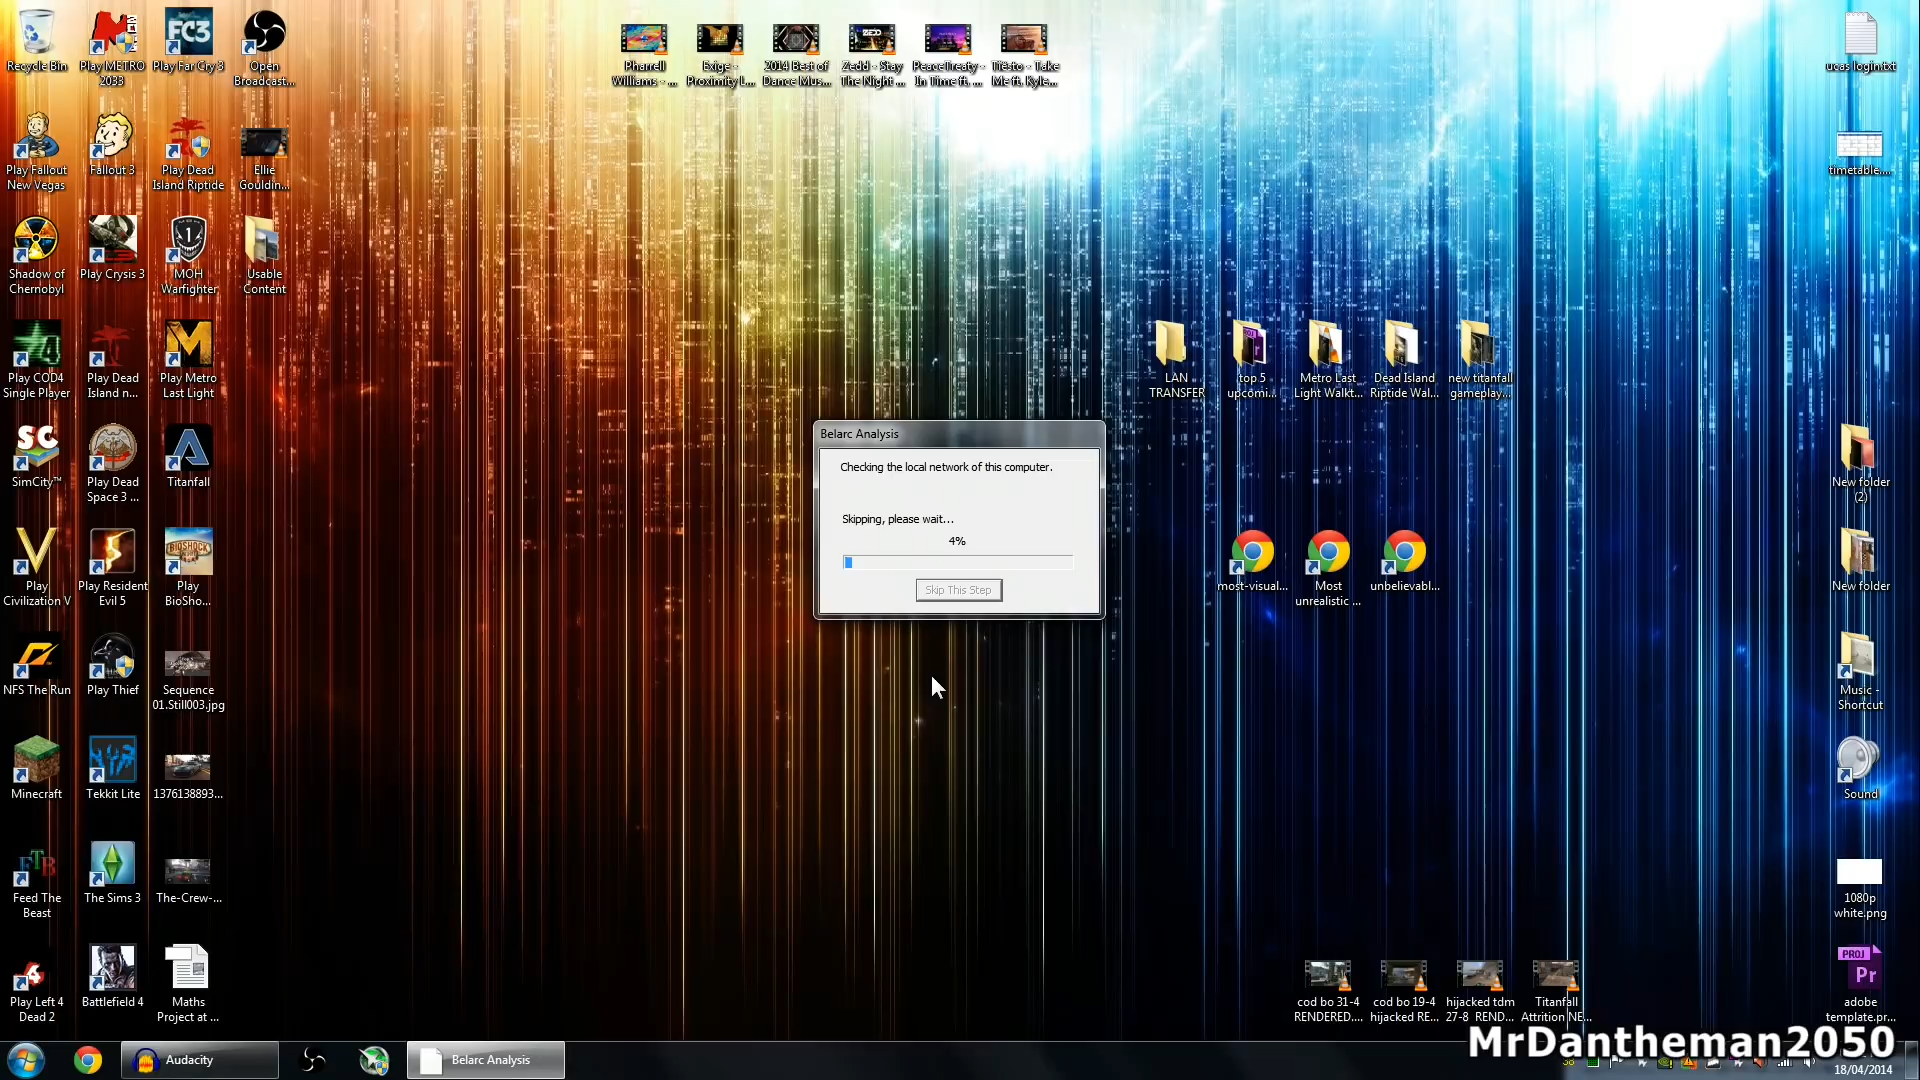 Recycle Bin
Play METRO
2033
Play Far Cry 3
Open
Broadcast...
Pharrell
Williams - ...
Exige -
Proximity L...
2014 Best of
Dance Mus...
Zedd - Stay
The Night ...
PeaceTreaty -
In Time ft. ...
Tiësto - Take
Me ft. Kyle...
ucas login.txt
Play Fallout
New Vegas
Fallout 3
Play Dead
Island Riptide
Ellie
Gouldin...
timetable....
Shadow of
Chernobyl
Play Crysis 3
MOH
Warfighter
Usable
Content
Play COD4
Single Player
Play Dead
Island n...
Play Metro
Last Light
LAN
TRANSFER
top 5
upcomi...
Metro Last
Light Walkt...
Dead Island
Riptide Wal...
new titanfall
gameplay...
Belarc Analysis
Checking the local network of this computer.
Skipping, please wait...
4%
Skip This Step
SimCity™
Play Dead
Space 3 ...
Titanfall
New folder
(2)
Play
Civilization V
Play Resident
Evil 5
BIOSHOCK
Play
BioSho...
most-visual...
Most
unrealistic ...
unbelievabl...
New folder
NFS The Run
Play Thief
Sequence
01.Still003.jpg
Music -
Shortcut
Minecraft
Tekkit Lite
1376138893...
Sound
Feed The
Beast
The Sims 3
The-Crew-...
1080p
white.png
Play Left 4
Dead 2
Battlefield 4
Maths
Project at ...
cod bo 31-4
RENDERED....
cod bo 19-4
hijacked RE...
hijacked tdm
27-8 REND...
Titanfall
Attrition NE...
PROJ
Pr
adobe
template.pr...
MrDantheman2050
Audacity
Belarc Analysis
18/04/2014
FC3
SC
FTB